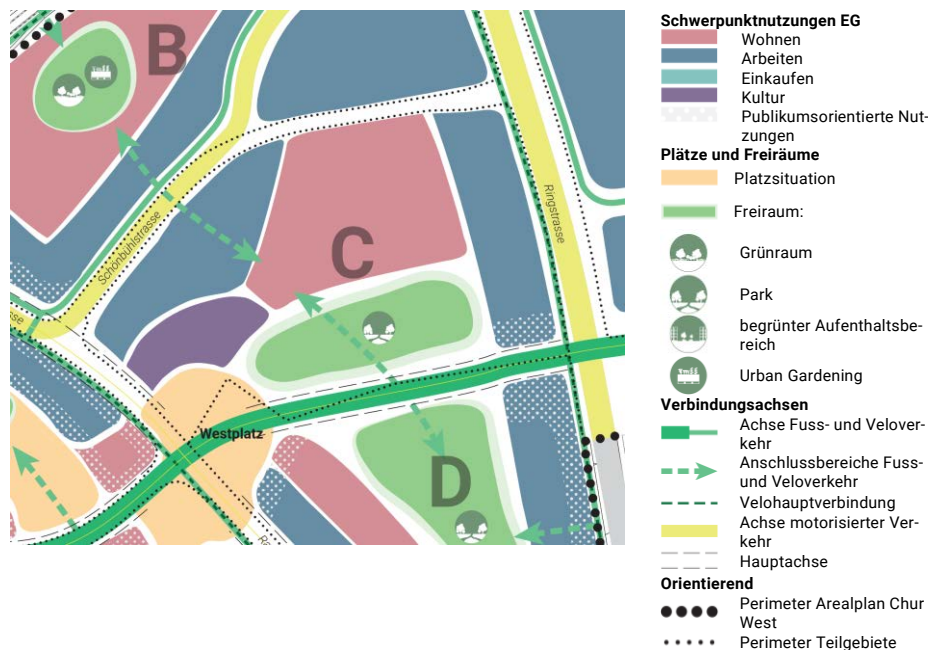 B
Schönbühlstrasse
Ringstrasse
C
sse
Westplatz
D
Schwerpunktnutzungen EG
Wohnen
Arbeiten
Einkaufen
Kultur
Publikumsorientierte Nut-
zungen
Plätze und Freiräume
Platzsituation
Freiraum:
Grünraum
Park
begrünter Aufenthaltsbe-
reich
Urban Gardening
Verbindungsachsen
Achse Fuss- und Velover-
kehr
Anschlussbereiche Fuss-
und Veloverkehr
Velohauptverbindung
Achse motorisierter Ver-
kehr
Hauptachse
Orientierend
Perimeter Arealplan Chur
West
Perimeter Teilgebiete